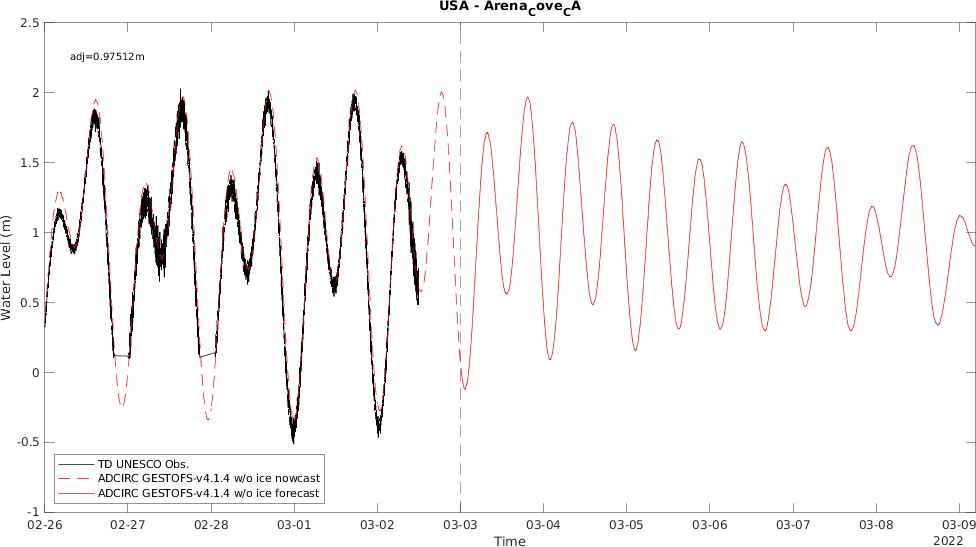 USA - ArenaCoveCA
adj=0.97512m
2.5
2
1.5
1
0.5
0
-0.5
-1
Water Level (m)
TD UNESCO Obs.
ADCIRC GESTOFS-v4.1.4 w/o ice nowcast
ADCIRC GESTOFS-v4.1.4 w/o ice forecast
02-26 02-27 02-28 03-01 03-02 03-03 03-04 03-05 03-06 03-07 03-08 03-09
Time
2022